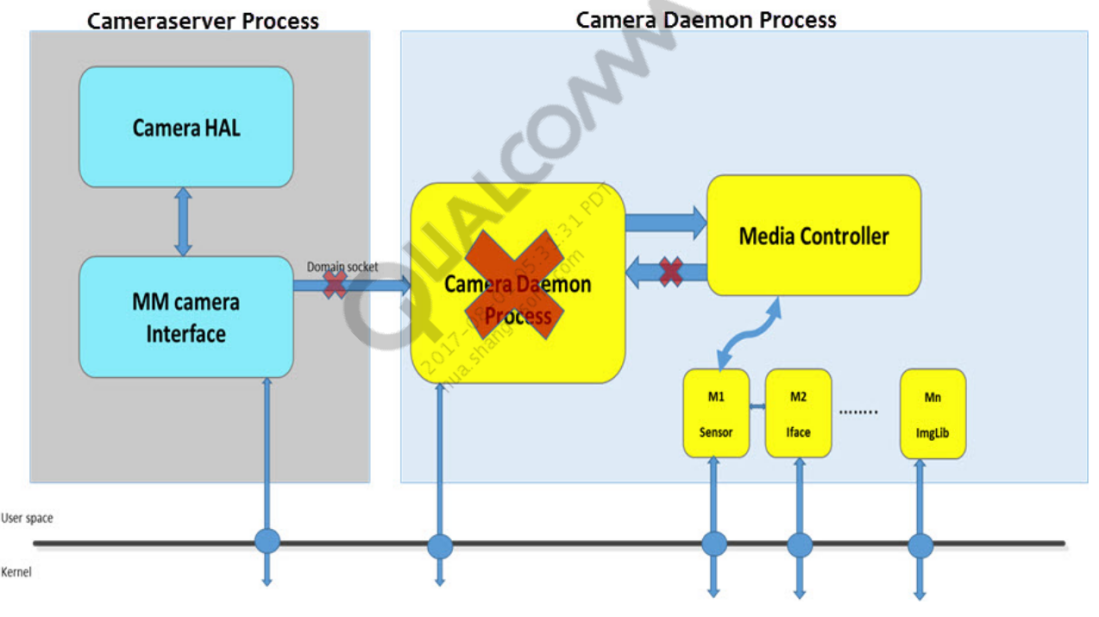 Cameraserver Process
Camera Daemon Process
Camera HAL
MM camera
Interface
Domain socket
Camera Daemon
Process
Media Controller
M1
Sensor
M2
Iface
........
Mn
ImgLib
User space
Kernel
QUALCOMM